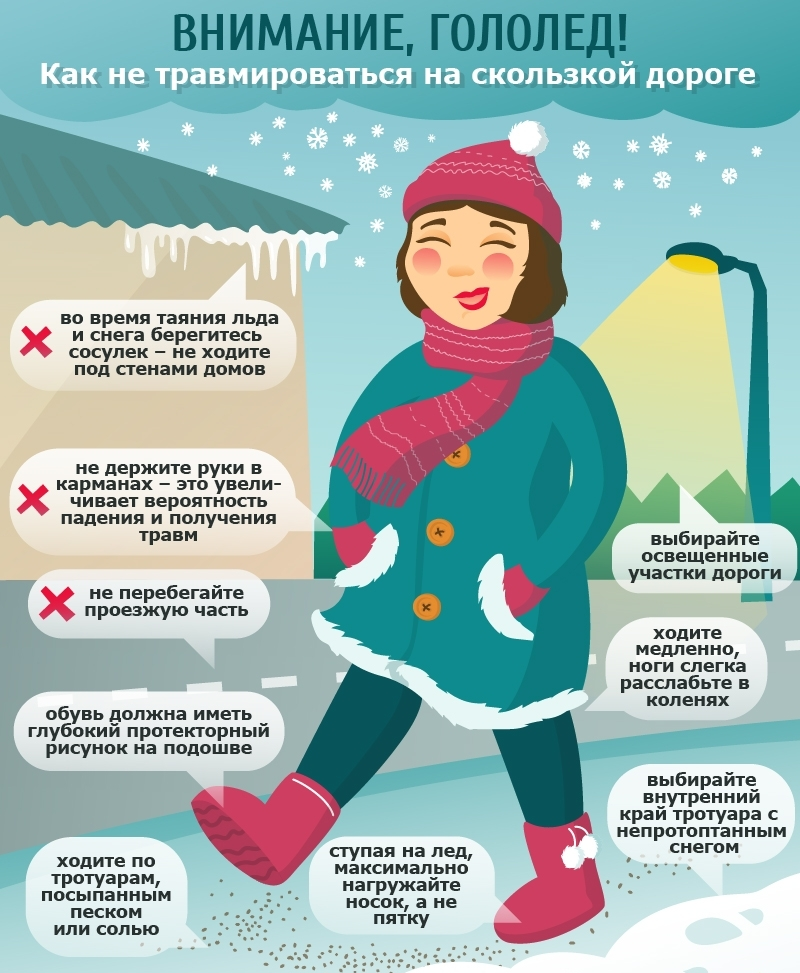 ВНИМАНИЕ, ГОЛОЛЕД!
Как не травмироваться на скользкой дороге
во время таяния льда
и снега берегитесь
сосулек – не ходите
под стенами домов
не держите руки в
карманах – это увели-
чивает вероятность
падения и получения
травм
не перебегайте
проезжую часть
обувь должна иметь
глубокий протекторный
рисунок на подошве
ходите по
тротуарам,
посыпанным
песком
или солью
ступая на лед,
максимально
нагружайте
носок, а не
пятку
выбирайте
освещенные
участки дороги
ходите
медленно,
ноги слегка
расслабьте в
коленях
выбирайте
внутренний
край тротуара с
непротоптанным
снегом